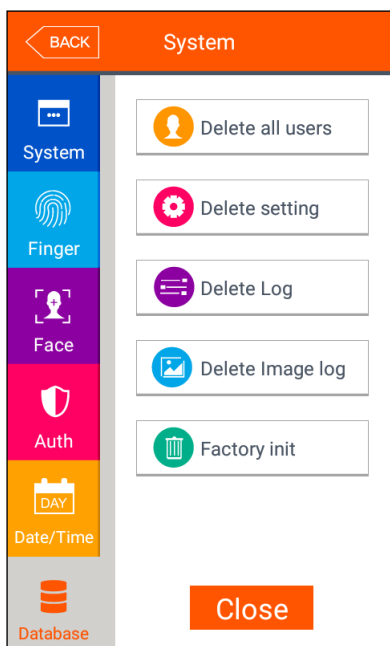 BACK
System
System
Finger
Face
Auth
DAY
Date/Time
Database
Delete all users
Delete setting
Delete Log
Delete Image log
Factory init
Close